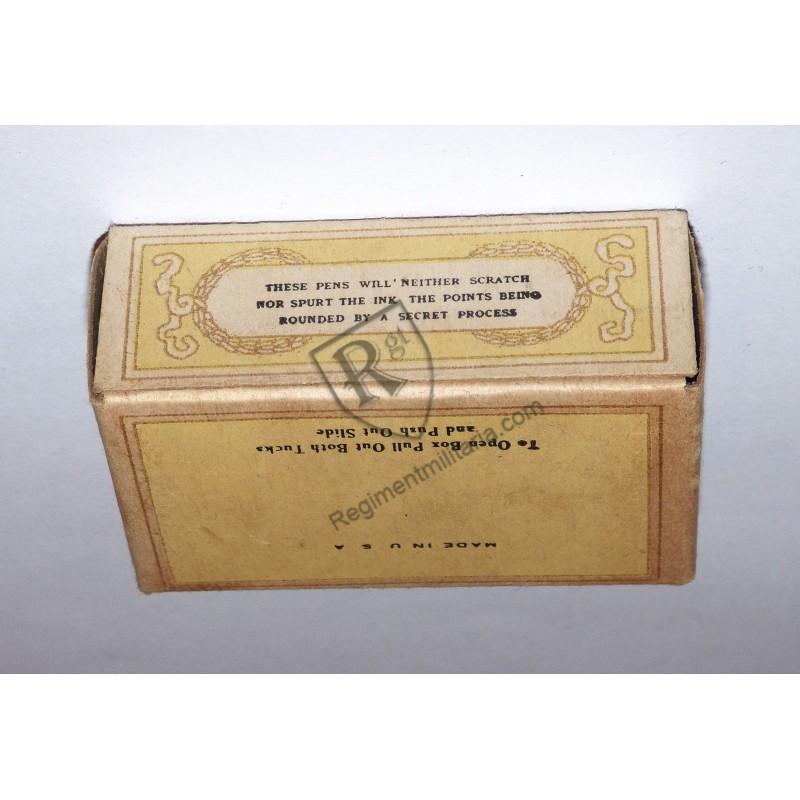 THESE PENS WILL NEITHER SCRATCH
NOR SPURT THE INK, THE POINTS BEING
ROUNDED BY A SECRET PROCESS
To Open Box Pull Out Both Tucks
and Push Out Slide
MADE IN U S A
Rgt
Regimentmilitaria.com